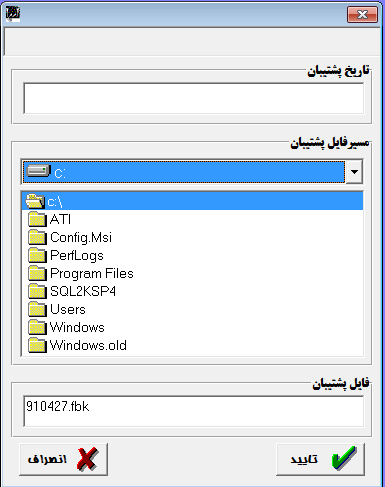 تاریخ پشتیبان
مسیرفایل پشتیبان
c:
c:\
ATI
Config.Msi
PerfLogs
Program Files
SQL2KSP4
Users
Windows
Windows.old
فایل پشتیبان
910427.fbk
تایید
انصراف